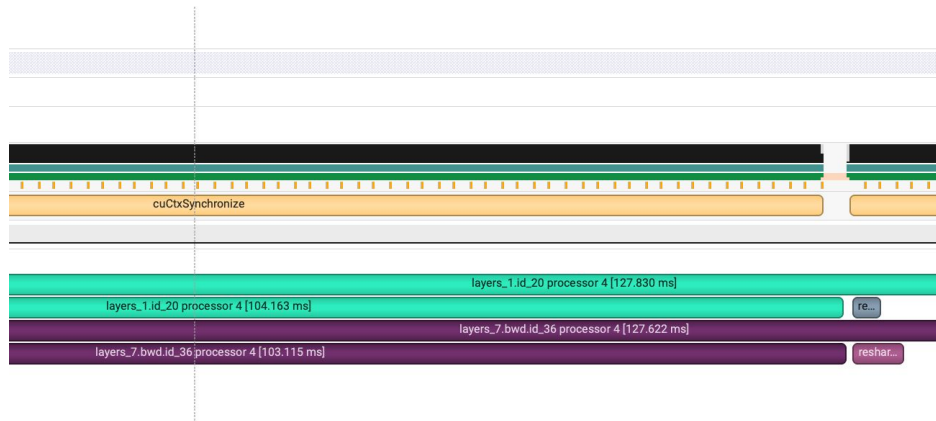 cuCtxSynchronize
layers_1.id_20 processor 4 [127.830 ms]
layers_1.id_20 processor 4 [104.163 ms]
re...
layers_7.bwd.id_36 processor 4 [127.622 ms]
layers_7.bwd.id_36 processor 4 [103.115 ms]
reshar...